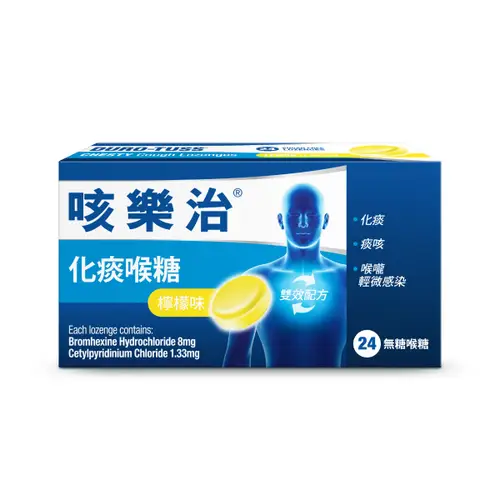 DURO-TUSS®
CHESTY Cough Lozenges
24
咳樂治®
化痰喉糖
檸檬味
Each lozenge contains:
Bromhexine Hydrochloride 8mg
Cetylpyridinium Chloride 1.33mg
雙效配方
• 化痰
• 痰咳
• 喉嚨
輕微感染
24 無糖喉糖